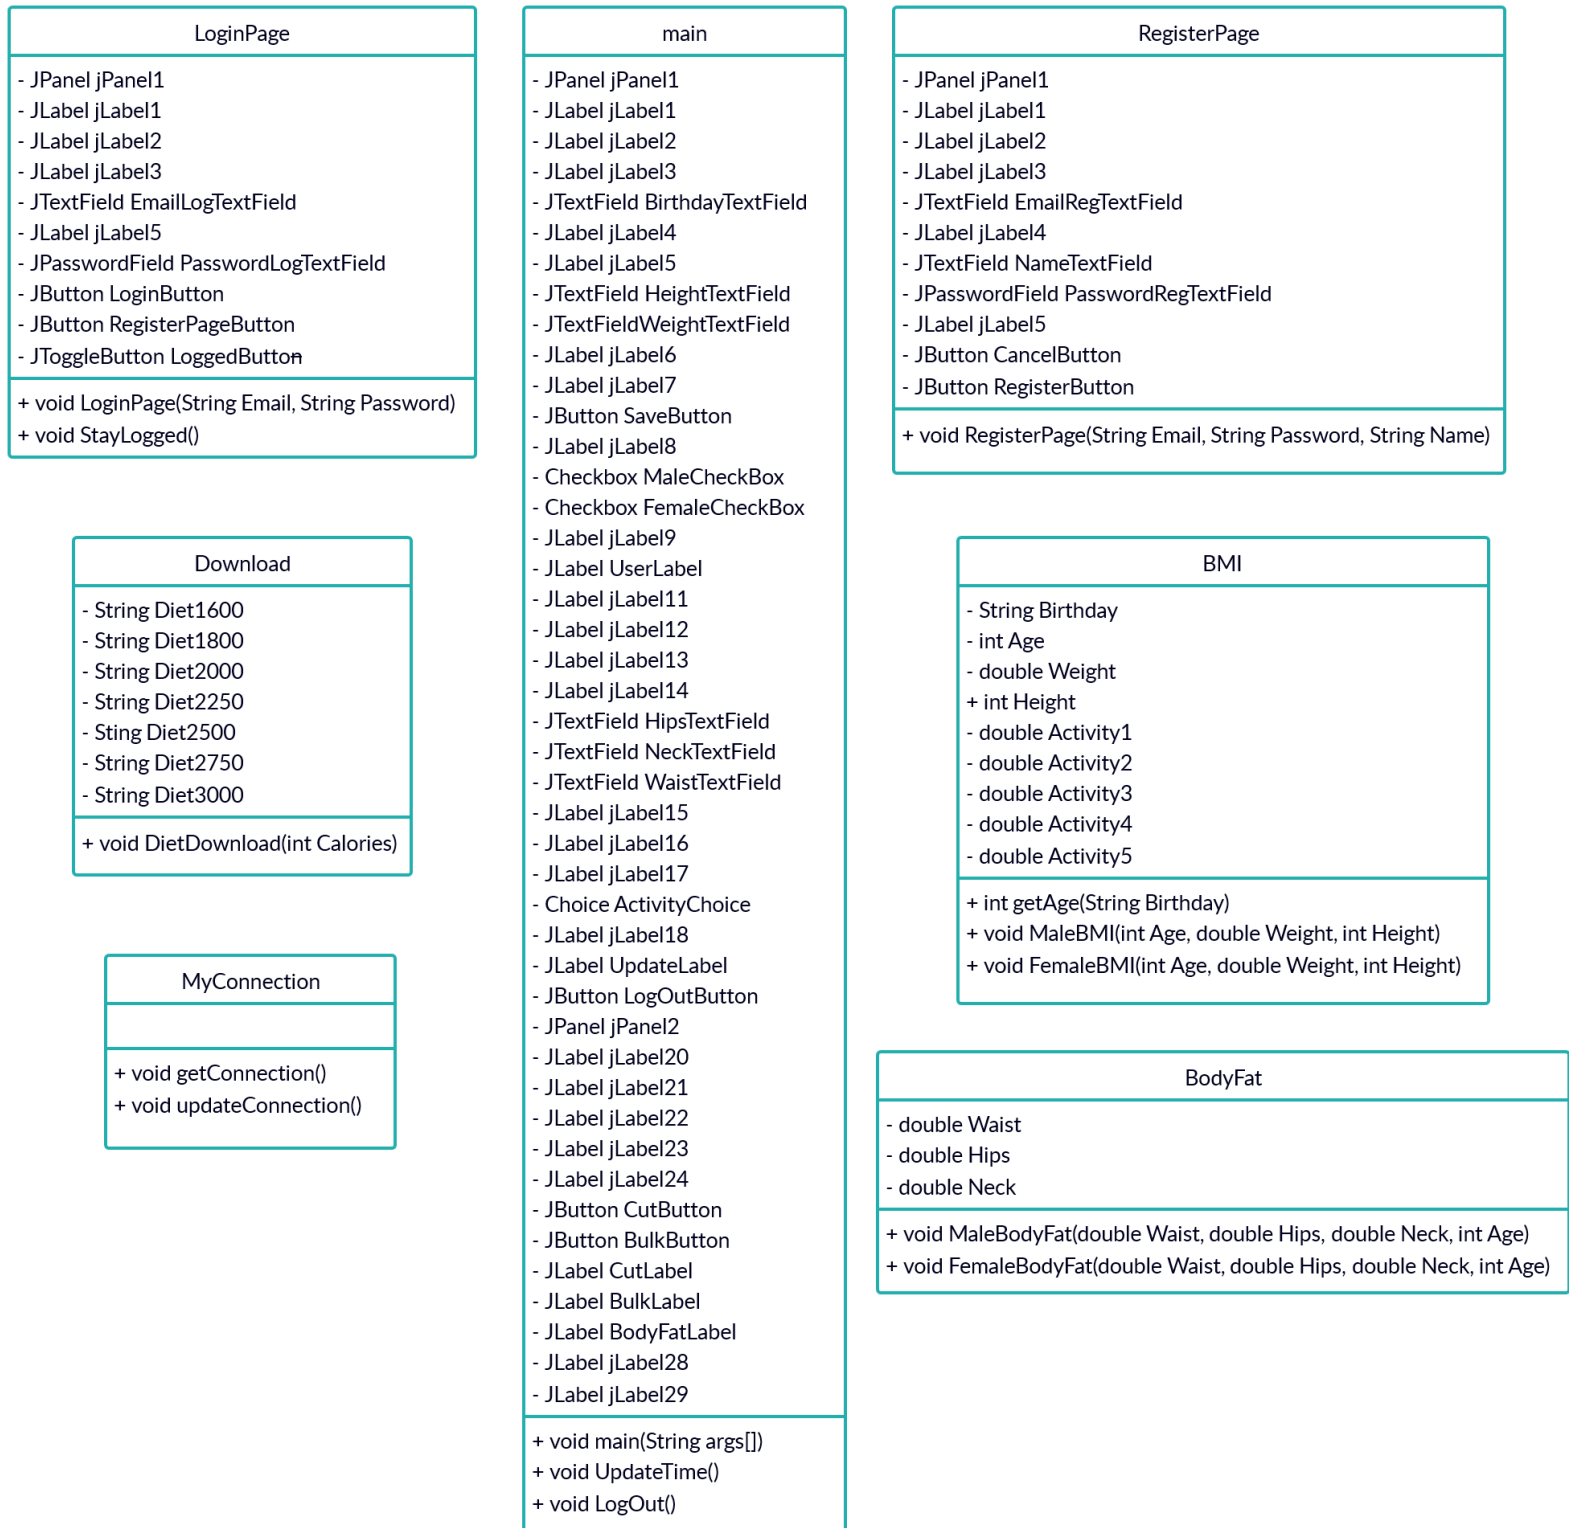 LoginPage
- JPanel jPanel1
- JLabel jLabel1
- JLabel jLabel2
- JLabel jLabel3
- JTextField EmailLogTextField
- JLabel jLabel5
- JPasswordField PasswordLogTextField
- JButton LoginButton
- JButton RegisterPageButton
- JToggleButton LoggedButton
+ void LoginPage(String Email, String Password)
+ void StayLogged()
Download
- String Diet1600
- String Diet1800
- String Diet2000
- String Diet2250
- Sting Diet2500
- String Diet2750
- String Diet3000
+ void DietDownload(int Calories)
MyConnection
+ void getConnection()
+ void updateConnection()
main
- JPanel jPanel1
- JLabel jLabel1
- JLabel jLabel2
- JLabel jLabel3
- JTextField BirthdayTextField
- JLabel jLabel4
- JLabel jLabel5
- JTextField HeightTextField
- JTextFieldWeightTextField
- JLabel jLabel6
- JLabel jLabel7
- JButton SaveButton
- JLabel jLabel8
- Checkbox MaleCheckBox
- Checkbox FemaleCheckBox
- JLabel jLabel9
- JLabel UserLabel
- JLabel jLabel11
- JLabel jLabel12
- JLabel jLabel13
- JLabel jLabel14
- JTextField HipsTextField
- JTextField NeckTextField
- JTextField WaistTextField
- JLabel jLabel15
- JLabel jLabel16
- JLabel jLabel17
- Choice ActivityChoice
- JLabel jLabel18
- JLabel UpdateLabel
- JButton LogOutButton
- JPanel jPanel2
- JLabel jLabel20
- JLabel jLabel21
- JLabel jLabel22
- JLabel jLabel23
- JLabel jLabel24
- JButton CutButton
- JButton BulkButton
- JLabel CutLabel
- JLabel BulkLabel
- JLabel BodyFatLabel
- JLabel jLabel28
- JLabel jLabel29
+ void main(String args[])
+ void UpdateTime()
+ void LogOut()
RegisterPage
- JPanel jPanel1
- JLabel jLabel1
- JLabel jLabel2
- JLabel jLabel3
- JTextField EmailRegTextField
- JLabel jLabel4
- JTextField NameTextField
- JPasswordField PasswordRegTextField
- JLabel jLabel5
- JButton CancelButton
- JButton RegisterButton
+ void RegisterPage(String Email, String Password, String Name)
BMI
- String Birthday
- int Age
- double Weight
+ int Height
- double Activity1
- double Activity2
- double Activity3
- double Activity4
- double Activity5
+ int getAge(String Birthday)
+ void MaleBMI(int Age, double Weight, int Height)
+ void FemaleBMI(int Age, double Weight, int Height)
BodyFat
- double Waist
- double Hips
- double Neck
+ void MaleBodyFat(double Waist, double Hips, double Neck, int Age)
+ void FemaleBodyFat(double Waist, double Hips, double Neck, int Age)